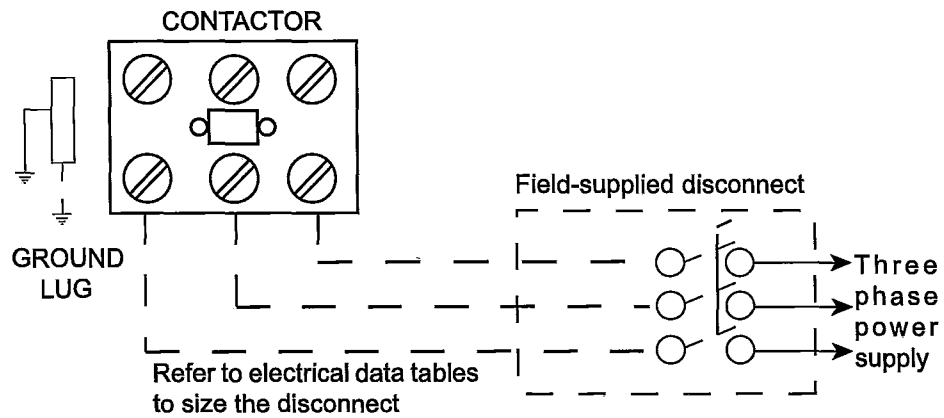 CONTACTOR
GROUND
LUG
Field-supplied disconnect
Three
phase
power
supply
Refer to electrical data tables
to size the disconnect